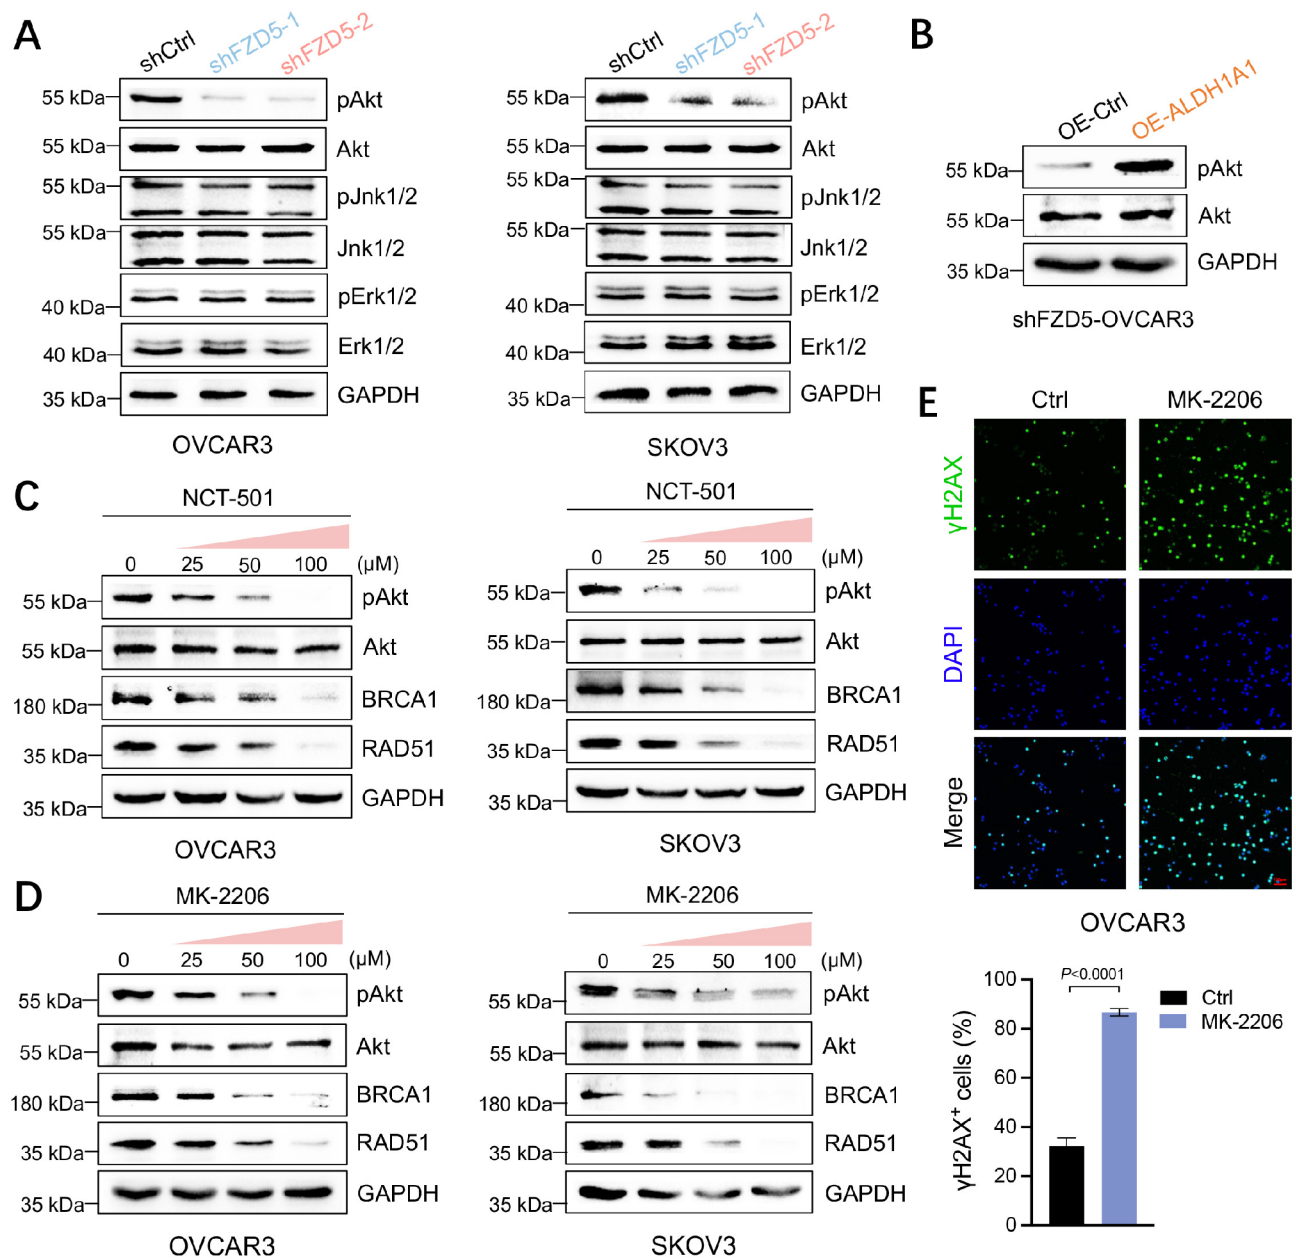 A
shCtrl shFZD5-1 shFZD5-2
55 kDa pAkt
55 kDa Akt
55 kDa pJnk1/2
55 kDa Jnk1/2
40 kDa pErk1/2
40 kDa Erk1/2
35 kDa GAPDH
OVCAR3
shCtrl shFZD5-1 shFZD5-2
55 kDa pAkt
55 kDa Akt
55 kDa pJnk1/2
55 kDa Jnk1/2
40 kDa pErk1/2
40 kDa Erk1/2
35 kDa GAPDH
SKOV3
B
OE-Ctrl OE-ALDH1A1
55 kDa pAkt
55 kDa Akt
35 kDa GAPDH
shFZD5-OVCAR3
C
NCT-501
0 25 50 100 (μM)
55 kDa pAkt
55 kDa Akt
180 kDa BRCA1
35 kDa RAD51
35 kDa GAPDH
OVCAR3
NCT-501
0 25 50 100 (μM)
55 kDa pAkt
55 kDa Akt
180 kDa BRCA1
35 kDa RAD51
35 kDa GAPDH
SKOV3
D
MK-2206
0 25 50 100 (μM)
55 kDa pAkt
55 kDa Akt
180 kDa BRCA1
35 kDa RAD51
35 kDa GAPDH
OVCAR3
MK-2206
0 25 50 100 (μM)
55 kDa pAkt
55 kDa Akt
180 kDa BRCA1
35 kDa RAD51
35 kDa GAPDH
SKOV3
E
Ctrl MK-2206
γH2AX
DAPI
Merge
OVCAR3
γH2AX+ cells (%)
100
80
60
40
20
0
P<0.0001
Ctrl
MK-2206